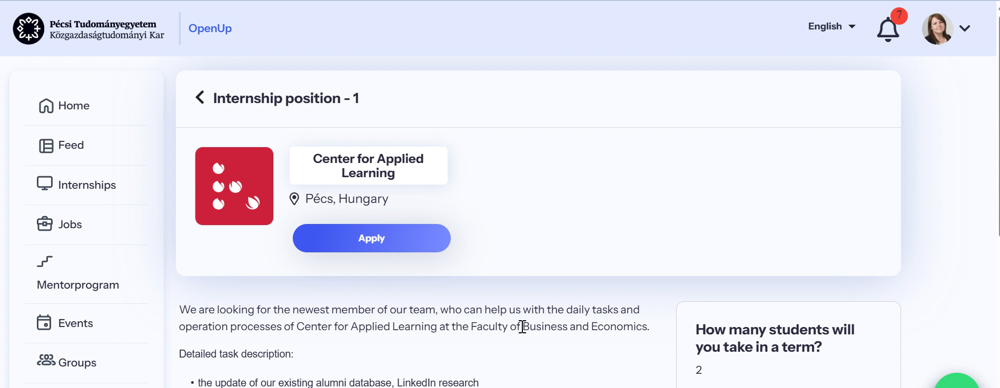 Pécsi Tudományegyetem
Közgazdaságtudományi Kar
OpenUp
English
7
Home
Feed
Internships
Jobs
Mentorprogram
Events
Groups
Internship position - 1
Center for Applied
Learning
Pécs, Hungary
Apply
We are looking for the newest member of our team, who can help us with the daily tasks and
operation processes of Center for Applied Learning at the Faculty of Business and Economics.
Detailed task description:
• the update of our existing alumni database, LinkedIn research
How many students will
you take in a term?
2